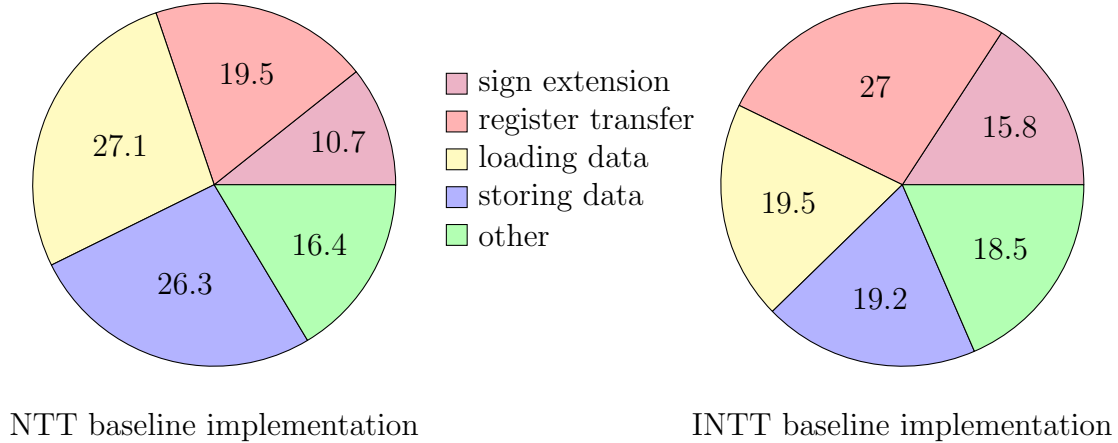 19.5
10.7
27.1
26.3
16.4
sign extension
register transfer
loading data
storing data
other
27
15.8
19.5
19.2
18.5
NTT baseline implementation
INTT baseline implementation